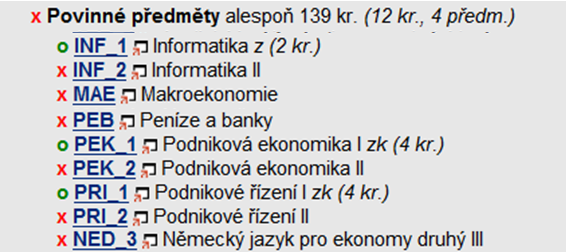 x Povinné předměty alespoň 139 kr. (12 kr., 4 předm.)
o INF_1 Informatika z (2 kr.)
x INF_2 Informatika II
x MAE Makroekonomie
x PEB Peníze a banky
o PEK_1 Podniková ekonomika I zk (4 kr.)
x PEK_2 Podniková ekonomika II
o PRI_1 Podnikové řízení I zk (4 kr.)
x PRI_2 Podnikové řízení II
x NED_3 Německý jazyk pro ekonomy druhý III